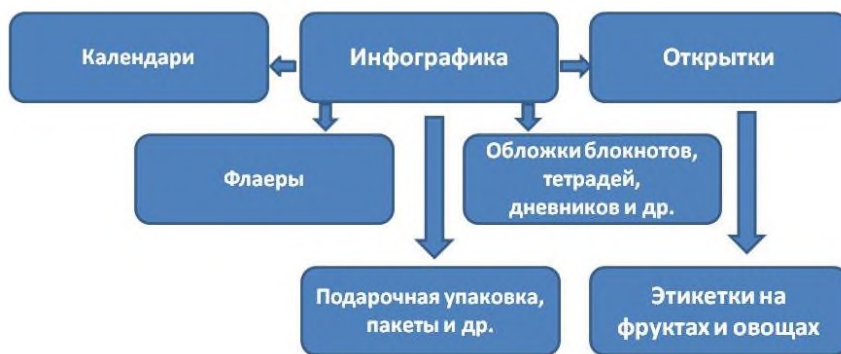 Календари
Инфографика
Открытки
Флаеры
Обложки блокнотов,
тетрадей,
дневников и др.
Подарочная упаковка,
пакеты и др.
Этикетки на
фруктах и овощах